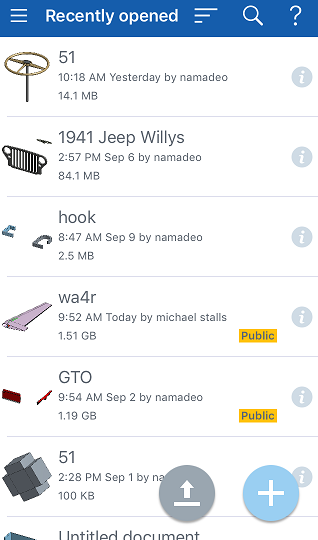 Recently opened
51
10:18 AM Yesterday by namadeo
14.1 MB
1941 Jeep Willys
2:57 PM Sep 6 by namadeo
84.1 MB
hook
8:47 AM Sep 9 by namadeo
2.5 MB
wa4r
9:52 AM Today by michael stalls
1.51 GB
Public
GTO
9:54 AM Sep 2 by namadeo
1.19 GB
Public
51
2:28 PM Sep 1 by na
100 KB
Untitled document